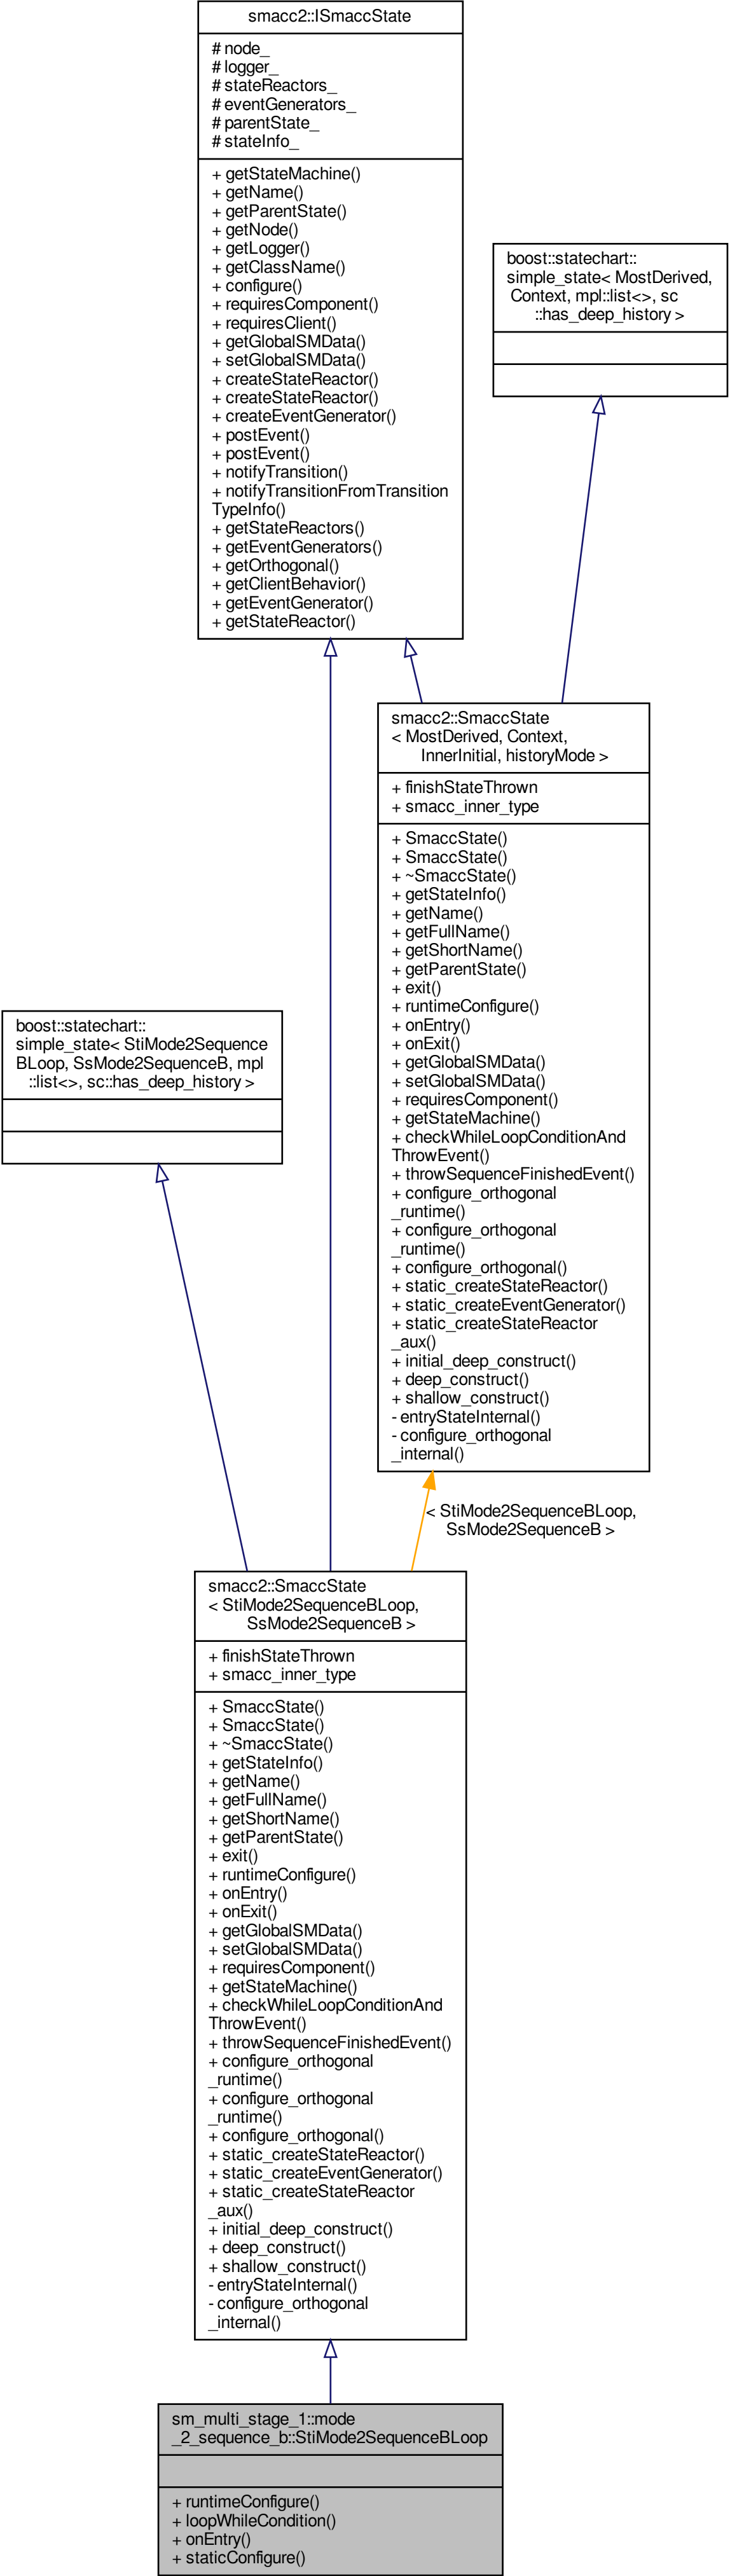 smacc2::ISmaccState
# node_
# logger_
# stateReactors_
# eventGenerators_
# parentState_
# stateInfo_
+ getStateMachine()
+ getName()
+ getParentState()
+ getNode()
+ getLogger()
+ getClassName()
+ configure()
+ requiresComponent()
+ requiresClient()
+ getGlobalSMData()
+ setGlobalSMData()
+ createStateReactor()
+ createStateReactor()
+ createEventGenerator()
+ postEvent()
+ postEvent()
+ notifyTransition()
+ notifyTransitionFromTransition
TypeInfo()
+ getStateReactors()
+ getEventGenerators()
+ getOrthogonal()
+ getClientBehavior()
+ getEventGenerator()
+ getStateReactor()
boost::statechart::
simple_state< MostDerived,
Context, mpl::list<>, sc
::has_deep_history >
smacc2::SmaccState
< MostDerived, Context,
InnerInitial, historyMode >
+ finishStateThrown
+ smacc_inner_type
+ SmaccState()
+ SmaccState()
+ ~SmaccState()
+ getStateInfo()
+ getName()
+ getFullName()
+ getShortName()
+ getParentState()
+ exit()
+ runtimeConfigure()
+ onEntry()
+ onExit()
+ getGlobalSMData()
+ setGlobalSMData()
+ requiresComponent()
+ getStateMachine()
+ checkWhileLoopConditionAnd
ThrowEvent()
+ throwSequenceFinishedEvent()
+ configure_orthogonal
_runtime()
+ configure_orthogonal
_runtime()
+ configure_orthogonal()
+ static_createStateReactor()
+ static_createEventGenerator()
+ static_createStateReactor
_aux()
+ initial_deep_construct()
+ deep_construct()
+ shallow_construct()
- entryStateInternal()
- configure_orthogonal
_internal()
boost::statechart::
simple_state< StiMode2Sequence
BLoop, SsMode2SequenceB, mpl
::list<>, sc::has_deep_history >
< StiMode2SequenceBLoop,
SsMode2SequenceB >
smacc2::SmaccState
< StiMode2SequenceBLoop,
SsMode2SequenceB >
+ finishStateThrown
+ smacc_inner_type
+ SmaccState()
+ SmaccState()
+ ~SmaccState()
+ getStateInfo()
+ getName()
+ getFullName()
+ getShortName()
+ getParentState()
+ exit()
+ runtimeConfigure()
+ onEntry()
+ onExit()
+ getGlobalSMData()
+ setGlobalSMData()
+ requiresComponent()
+ getStateMachine()
+ checkWhileLoopConditionAnd
ThrowEvent()
+ throwSequenceFinishedEvent()
+ configure_orthogonal
_runtime()
+ configure_orthogonal
_runtime()
+ configure_orthogonal()
+ static_createStateReactor()
+ static_createEventGenerator()
+ static_createStateReactor
_aux()
+ initial_deep_construct()
+ deep_construct()
+ shallow_construct()
- entryStateInternal()
- configure_orthogonal
_internal()
sm_multi_stage_1::mode
_2_sequence_b::StiMode2SequenceBLoop
+ runtimeConfigure()
+ loopWhileCondition()
+ onEntry()
+ staticConfigure()